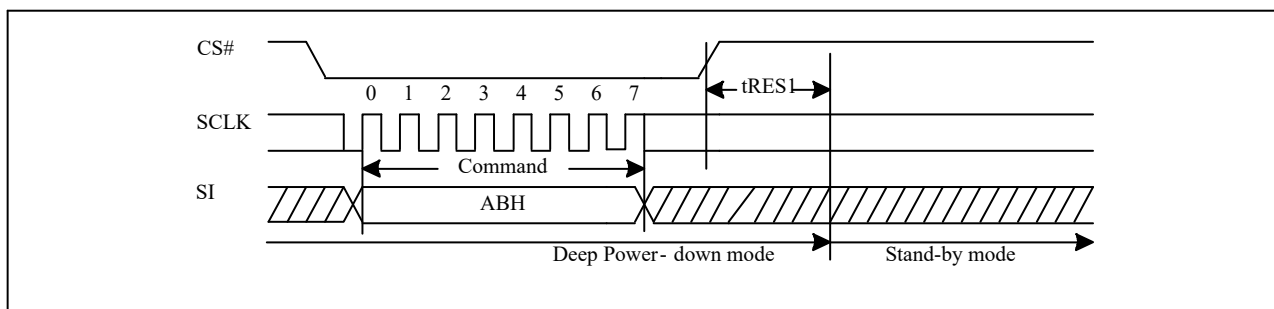 CS#
tRES1
0 1 2 3 4 5 6 7
SCLK
Command
SI
ABH
Deep Power- down mode Stand-by mode